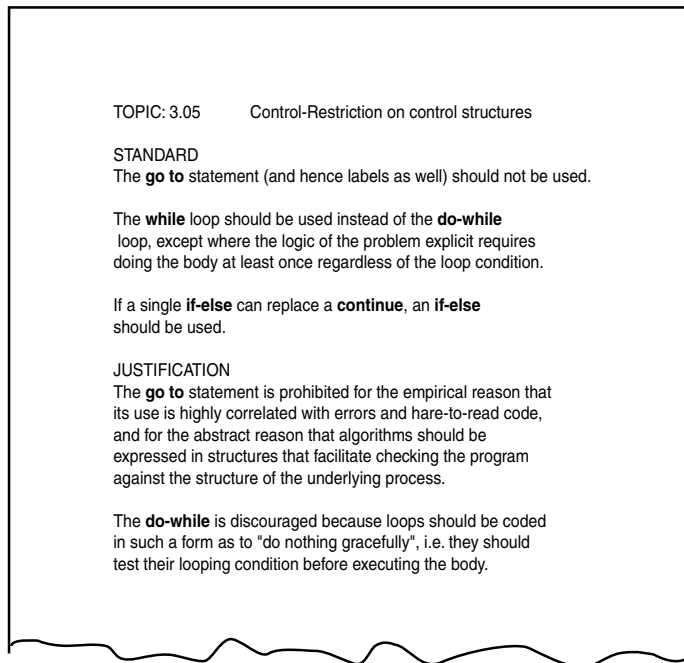 TOPIC: 3.05 Control-Restriction on control structures
STANDARD
The go to statement (and hence labels as well) should not be used.
The while loop should be used instead of the do-while
loop, except where the logic of the problem explicit requires
doing the body at least once regardless of the loop condition.
If a single if-else can replace a continue, an if-else
should be used.
JUSTIFICATION
The go to statement is prohibited for the empirical reason that
its use is highly correlated with errors and hare-to-read code,
and for the abstract reason that algorithms should be
expressed in structures that facilitate checking the program
against the structure of the underlying process.
The do-while is discouraged because loops should be coded
in such a form as to "do nothing gracefully", i.e. they should
test their looping condition before executing the body.